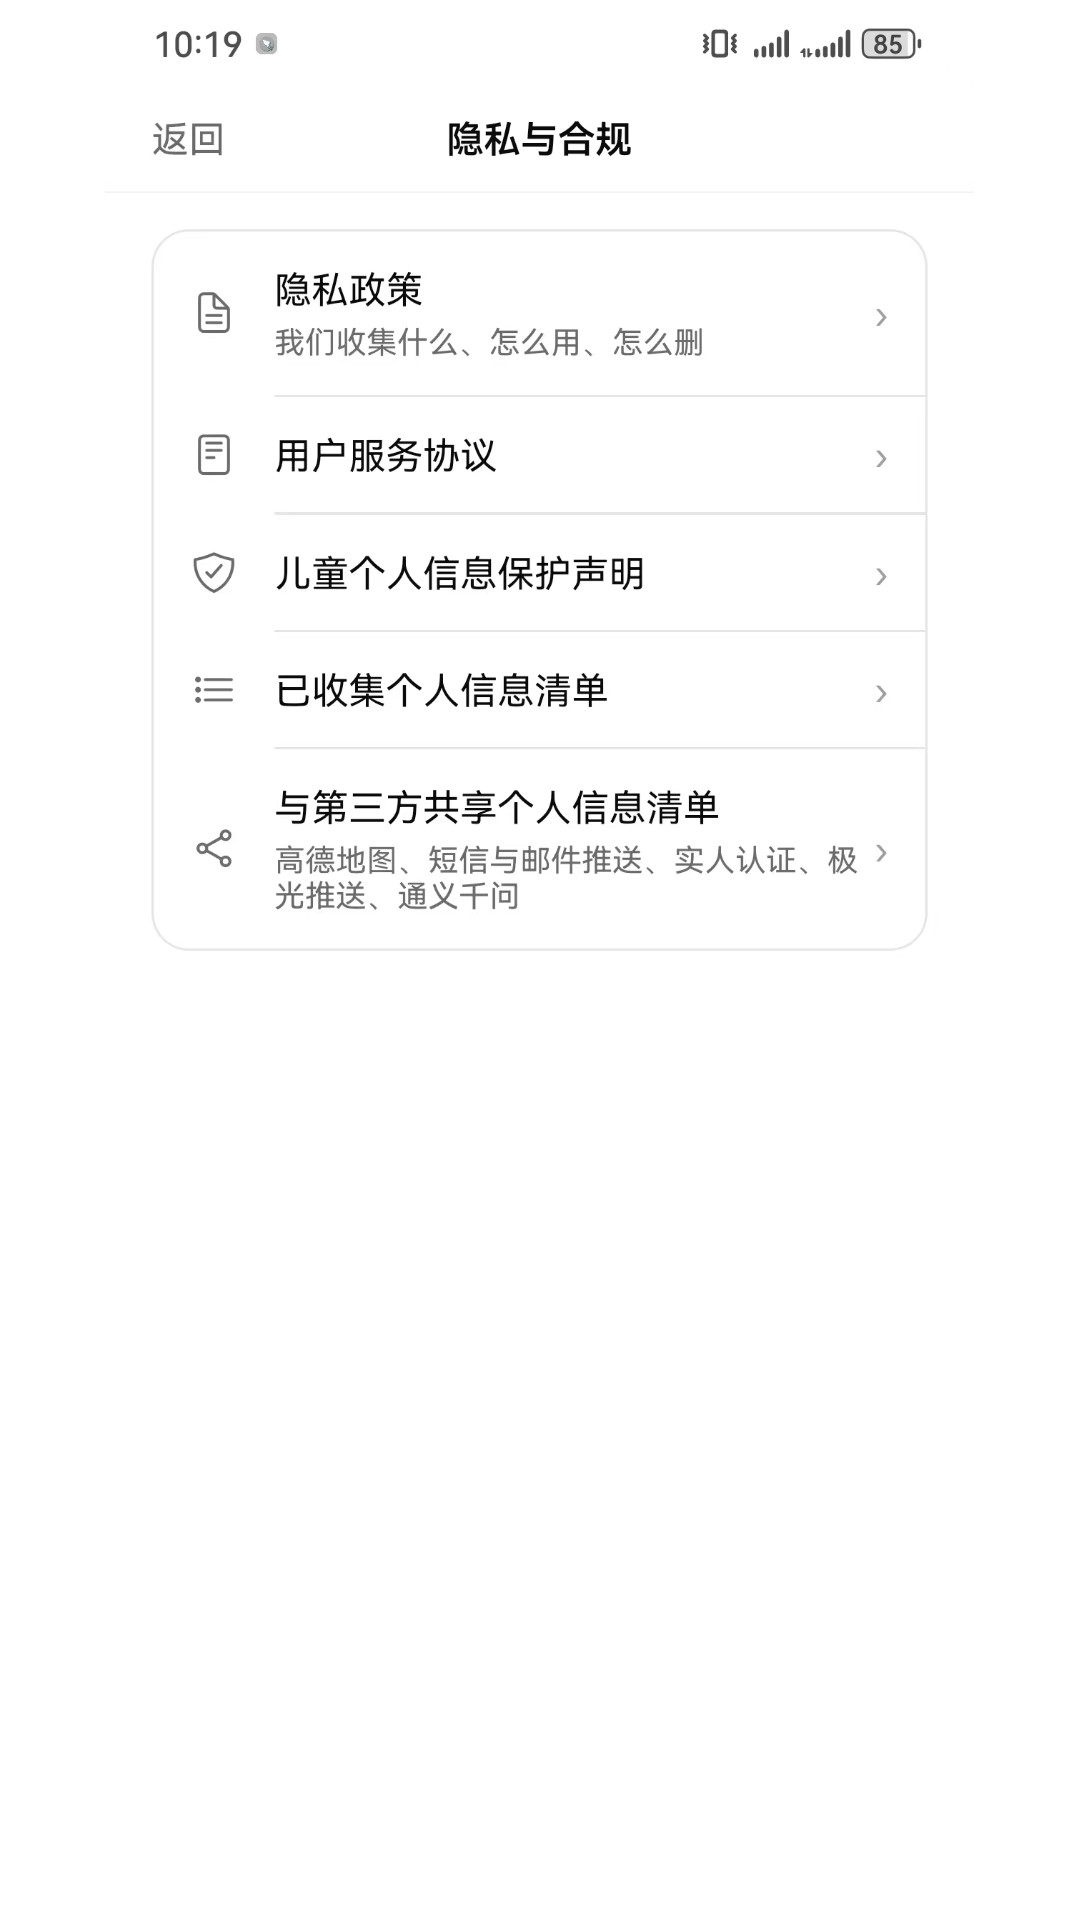 10:19
85
返回
隐私与合规
隐私政策
我们收集什么、怎么用、怎么删
用户服务协议
儿童个人信息保护声明
已收集个人信息清单
与第三方共享个人信息清单
高德地图、短信与邮件推送、实人认证、极
光推送、通义千问